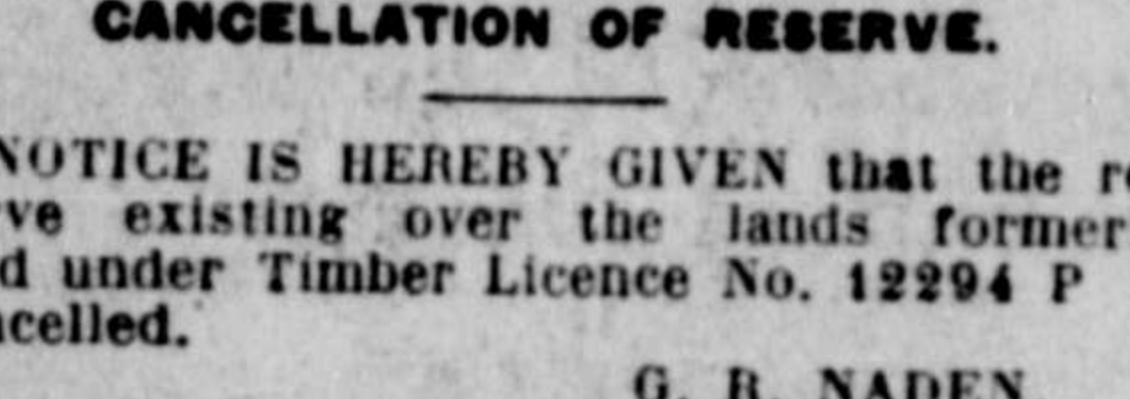 CANCELLATION OF RESERVE.
NOTICE IS HEREBY GIVEN that the re
ve existing over the lands former
d under Timber Licence No. 12294 P
celled.
G. R. NADEN